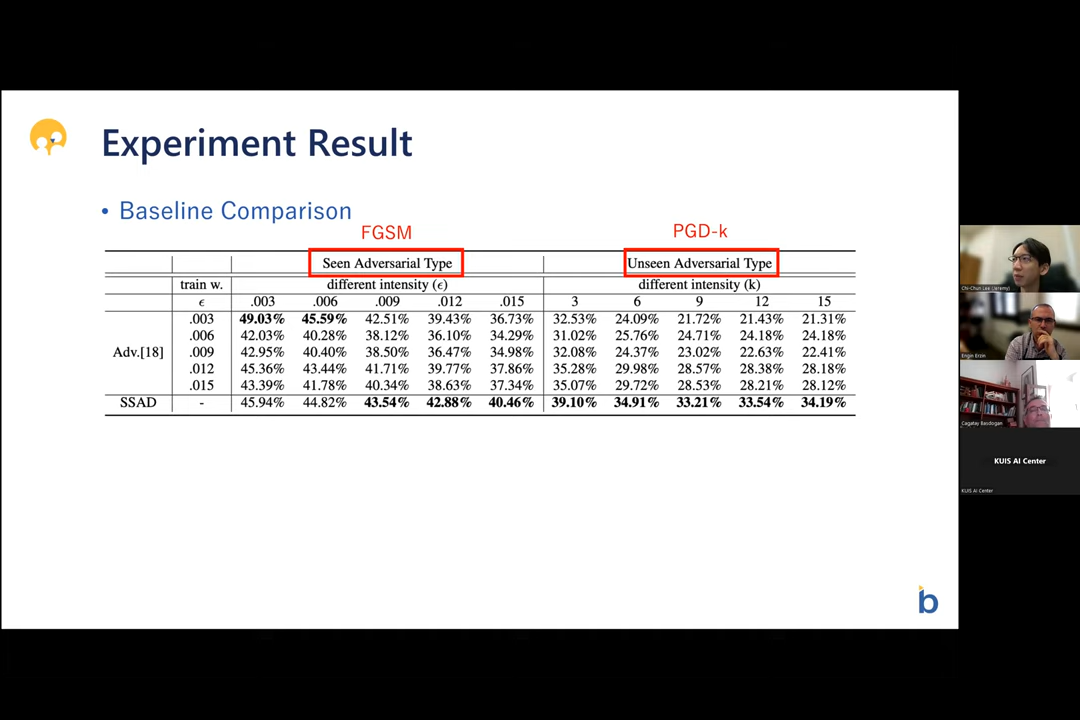 Experiment Result
• Baseline Comparison
FGSM PGD-k
Seen Adversarial Type Unseen Adversarial Type
train w. different intensity (ϵ) different intensity (k)
ϵ .003 .006 .009 .012 .015 3 6 9 12 15
.003 49.03% 45.59% 42.51% 39.43% 36.73% 32.53% 24.09% 21.72% 21.43% 21.31%
.006 42.03% 40.28% 38.12% 36.10% 34.29% 31.02% 25.76% 24.71% 24.18% 24.18%
Adv.[18] .009 42.95% 40.40% 38.50% 36.47% 34.98% 32.08% 24.37% 23.02% 22.63% 22.41%
.012 45.36% 43.44% 41.71% 39.77% 37.86% 35.28% 29.98% 28.57% 28.38% 28.18%
.015 43.39% 41.78% 40.34% 38.63% 37.34% 35.07% 29.72% 28.53% 28.21% 28.12%
SSAD - 45.94% 44.82% 43.54% 42.88% 40.46% 39.10% 34.91% 33.21% 33.54% 34.19%
b
Chi-Chun Lee (Jeremy)
Engin Erzin
Cagatay Basdogan
KUIS AI Center
KUIS AI Center